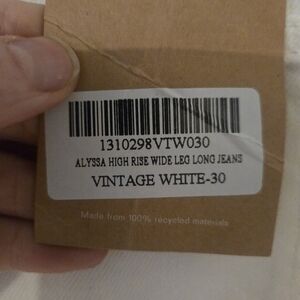 1310298VTW030
ALYSSA HIGH RISE WIDE LEG LONG JEANS
VINTAGE WHITE-30
Made from 100% recycled materials